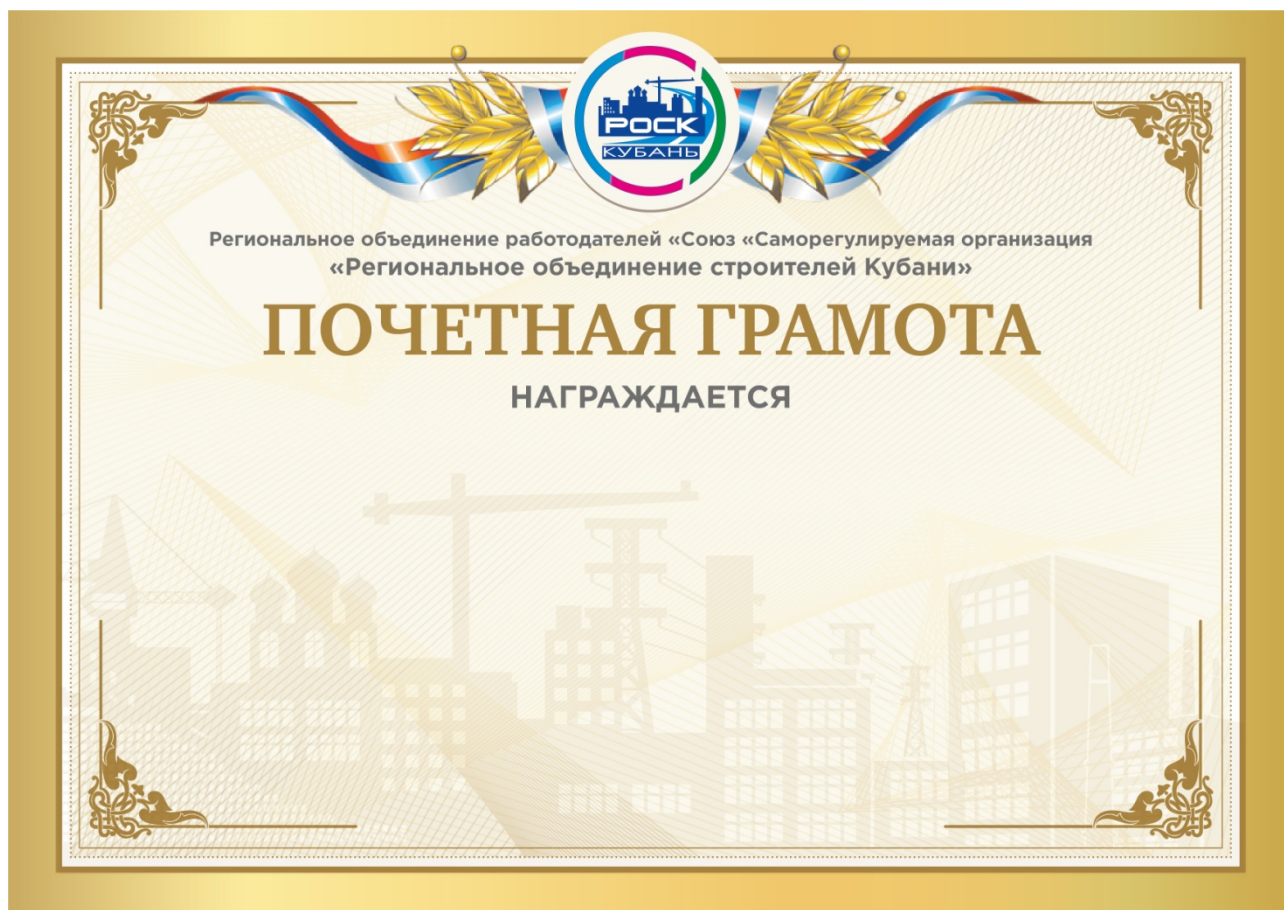 РОСК
КУБАНЬ
Региональное объединение работодателей «Союз «Саморегулируемая организация
«Региональное объединение строителей Кубани»
ПОЧЕТНАЯ ГРАМОТА
НАГРАЖДАЕТСЯ